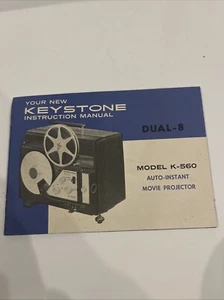 YOUR NEW
KEYSTONE
INSTRUCTION MANUAL
DUAL-8
MODEL K-560
AUTO-INSTANT
MOVIE PROJECTOR